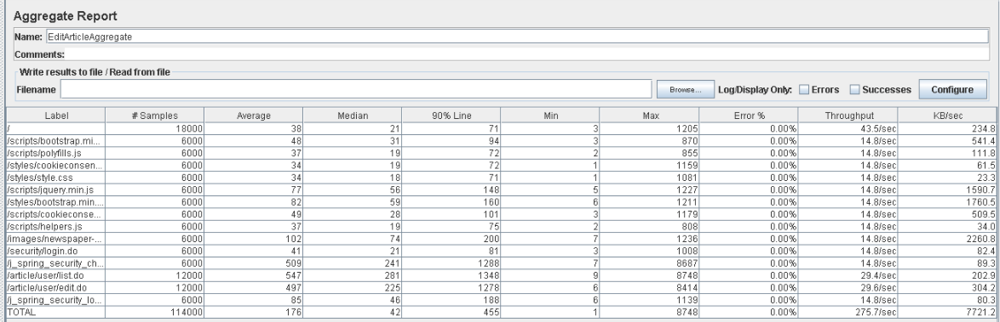 Aggregate Report
Name: EditArticleAggregate
Comments:
Write results to file / Read from file
Filename Browse... Log/Display Only: Errors Successes Configure
Label # Samples Average Median 90% Line Min Max Error % Throughput KB/sec
/ 18000 38 21 71 3 1205 0.00% 43.5/sec 234.8
/scripts/bootstrap.mi... 6000 48 31 94 3 870 0.00% 14.8/sec 541.4
/scripts/polyfills.js 6000 37 19 72 2 855 0.00% 14.8/sec 111.8
/styles/cookieconsen... 6000 34 19 72 1 1159 0.00% 14.8/sec 61.5
/styles/style.css 6000 34 18 71 1 1081 0.00% 14.8/sec 23.3
/scripts/jquery.min.js 6000 77 56 148 5 1227 0.00% 14.8/sec 1590.7
/styles/bootstrap.min.... 6000 82 59 160 6 1211 0.00% 14.8/sec 1760.5
/scripts/cookieconse... 6000 49 28 101 3 1179 0.00% 14.8/sec 509.5
/scripts/helpers.js 6000 37 19 75 2 808 0.00% 14.8/sec 34.0
/images/newspaper-... 6000 102 74 200 7 1236 0.00% 14.8/sec 2260.8
/security/login.do 6000 41 21 81 3 1008 0.00% 14.8/sec 82.4
/j_spring_security_ch... 6000 509 241 1288 7 8687 0.00% 14.8/sec 89.3
/article/user/list.do 12000 547 281 1348 9 8748 0.00% 29.4/sec 202.9
/article/user/edit.do 12000 497 225 1278 6 8414 0.00% 29.6/sec 304.2
/j_spring_security_lo... 6000 85 46 188 6 1139 0.00% 14.8/sec 80.3
TOTAL 114000 176 42 455 1 8748 0.00% 275.7/sec 7721.2